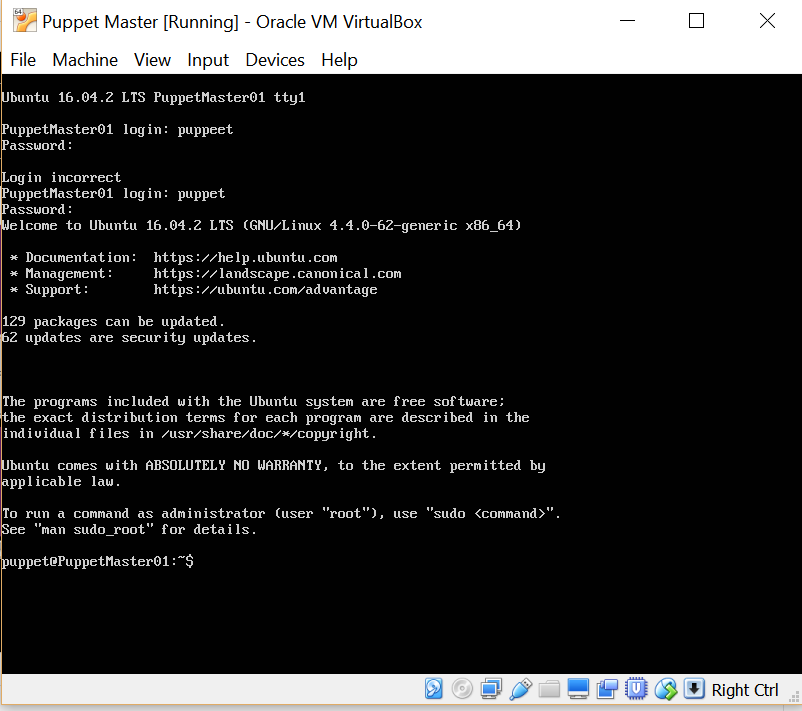 Puppet Master [Running] - Oracle VM VirtualBox
File Machine View Input Devices Help
Ubuntu 16.04.2 LTS PuppetMaster01 tty1
PuppetMaster01 login: puppeet
Password:
Login incorrect
PuppetMaster01 login: puppet
Password:
Welcome to Ubuntu 16.04.2 LTS (GNU/Linux 4.4.0-62-generic x86_64)
* Documentation: https://help.ubuntu.com
* Management: https://landscape.canonical.com
* Support: https://ubuntu.com/advantage
129 packages can be updated.
62 updates are security updates.
The programs included with the Ubuntu system are free software;
the exact distribution terms for each program are described in the
individual files in /usr/share/doc/*/copyright.
Ubuntu comes with ABSOLUTELY NO WARRANTY, to the extent permitted by
applicable law.
To run a command as administrator (user "root"), use "sudo <command>".
See "man sudo_root" for details.
puppet@PuppetMaster01:~$
Right Ctrl